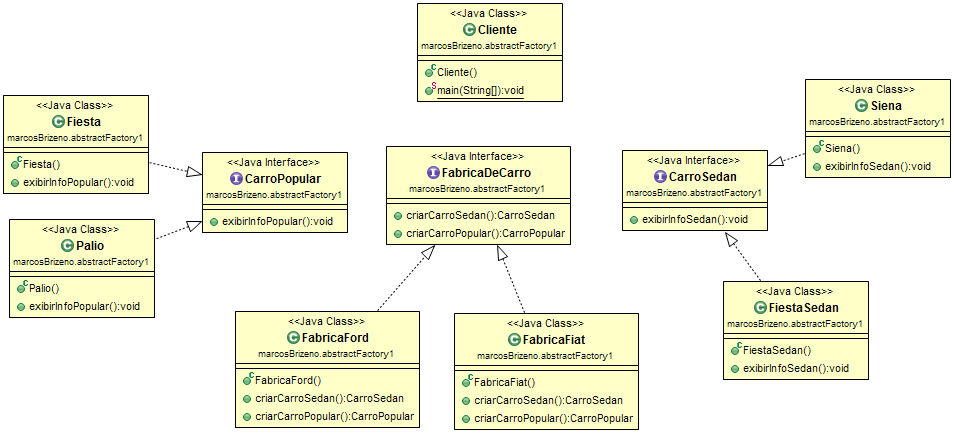 <<Java Class>>
Cliente
marcosBrizeno.abstractFactory1
Cliente()
main(String[]):void
<<Java Class>>
Fiesta
marcosBrizeno.abstractFactory1
Fiesta()
exibirInfoPopular():void
<<Java Interface>>
CarroPopular
marcosBrizeno.abstractFactory1
exibirInfoPopular():void
<<Java Class>>
Palio
marcosBrizeno.abstractFactory1
Palio()
exibirInfoPopular():void
<<Java Interface>>
FabricaDeCarro
marcosBrizeno.abstractFactory1
criarCarroSedan():CarroSedan
criarCarroPopular():CarroPopular
<<Java Interface>>
CarroSedan
marcosBrizeno.abstractFactory1
exibirInfoSedan():void
<<Java Class>>
Siena
marcosBrizeno.abstractFactory1
Siena()
exibirInfoSedan():void
<<Java Class>>
FabricaFord
marcosBrizeno.abstractFactory1
FabricaFord()
criarCarroSedan():CarroSedan
criarCarroPopular():CarroPopular
<<Java Class>>
FabricaFiat
marcosBrizeno.abstractFactory1
FabricaFiat()
criarCarroSedan():CarroSedan
criarCarroPopular():CarroPopular
<<Java Class>>
FiestaSedan
marcosBrizeno.abstractFactory1
FiestaSedan()
exibirInfoSedan():void